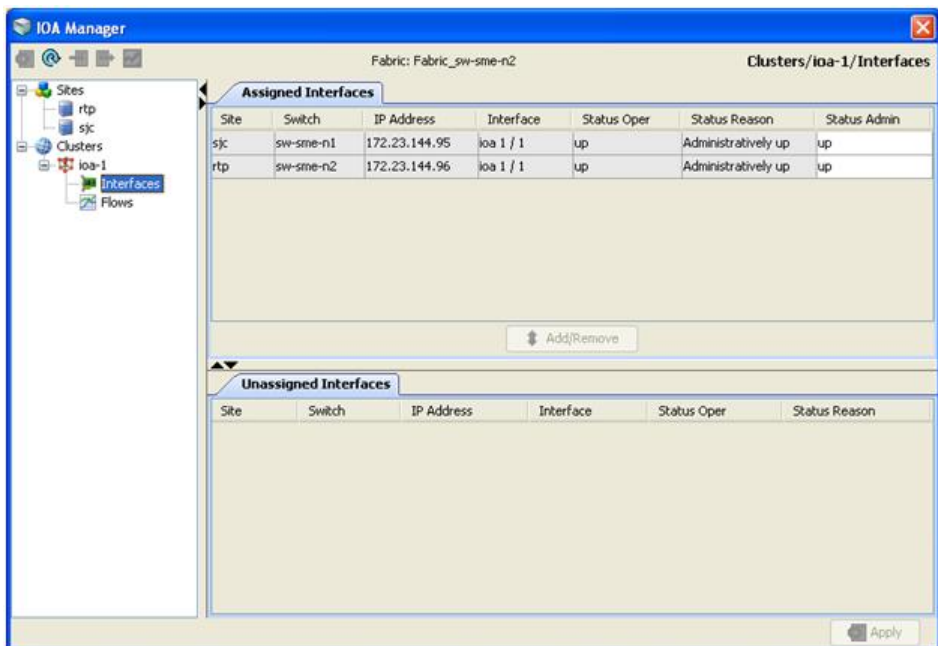 IOA Manager
Fabric: Fabric_sw-sme-n2
Clusters/ioa-1/Interfaces
Sites
rtp
sjc
Clusters
ioa-1
Interfaces
Flows
Assigned Interfaces
Site Switch IP Address Interface Status Oper Status Reason Status Admin
sjc sw-sme-n1 172.23.144.95 ioa 1 / 1 up Administratively up up
rtp sw-sme-n2 172.23.144.96 ioa 1 / 1 up Administratively up up
Add/Remove
Unassigned Interfaces
Site Switch IP Address Interface Status Oper Status Reason
Apply